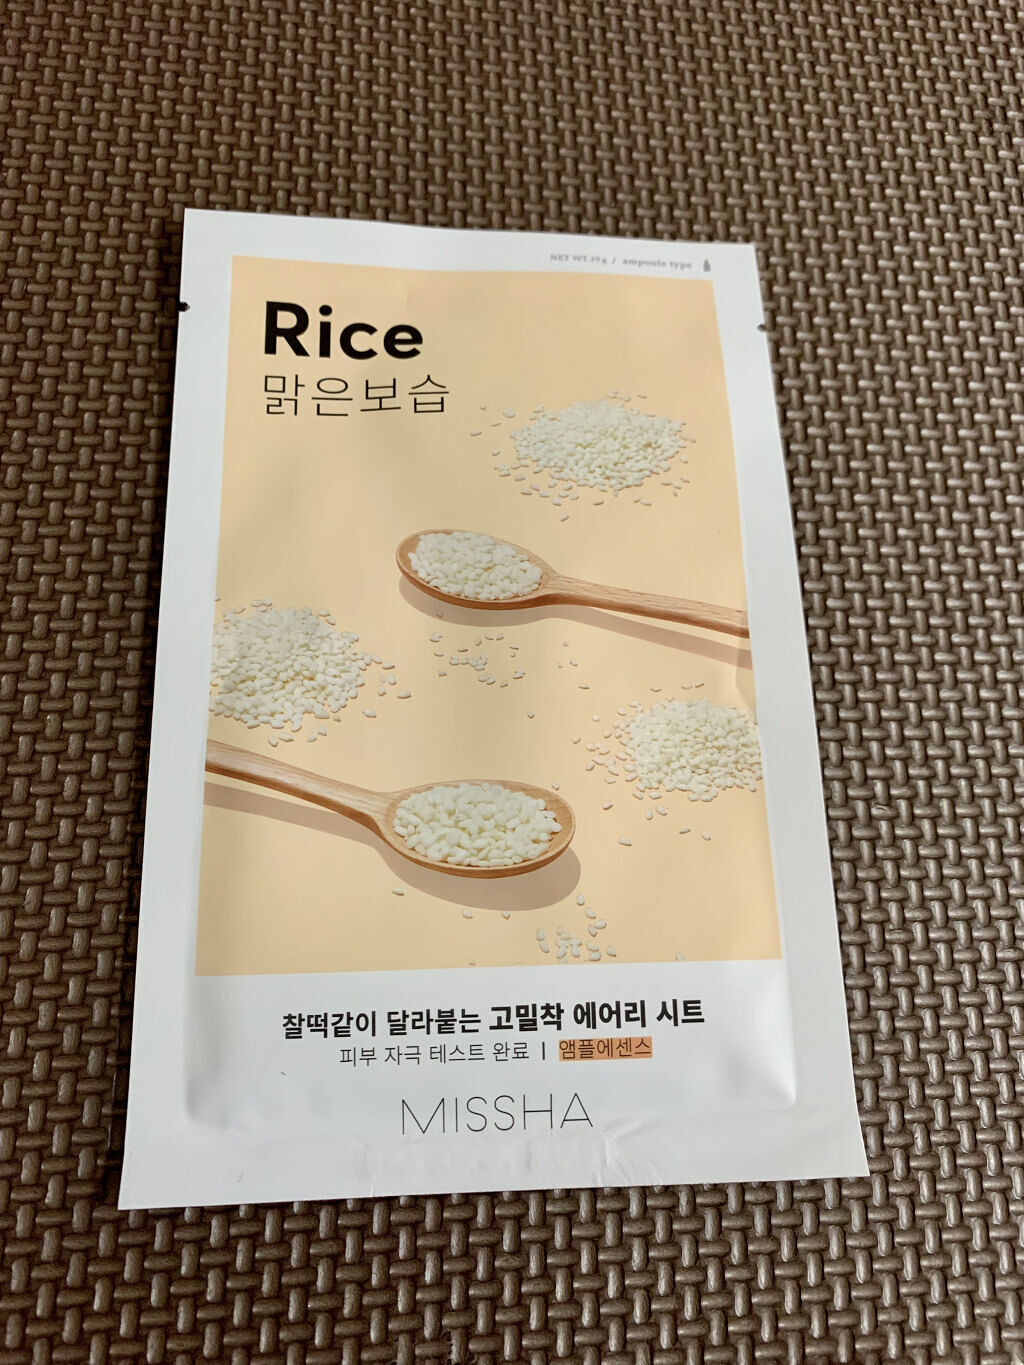 NET WT.19g / ampoule type
Rice
맑은보습
찰떡같이 달라붙는 고밀착 에어리 시트
피부 자극 테스트 완료 | 앰플에센스
MISSHA